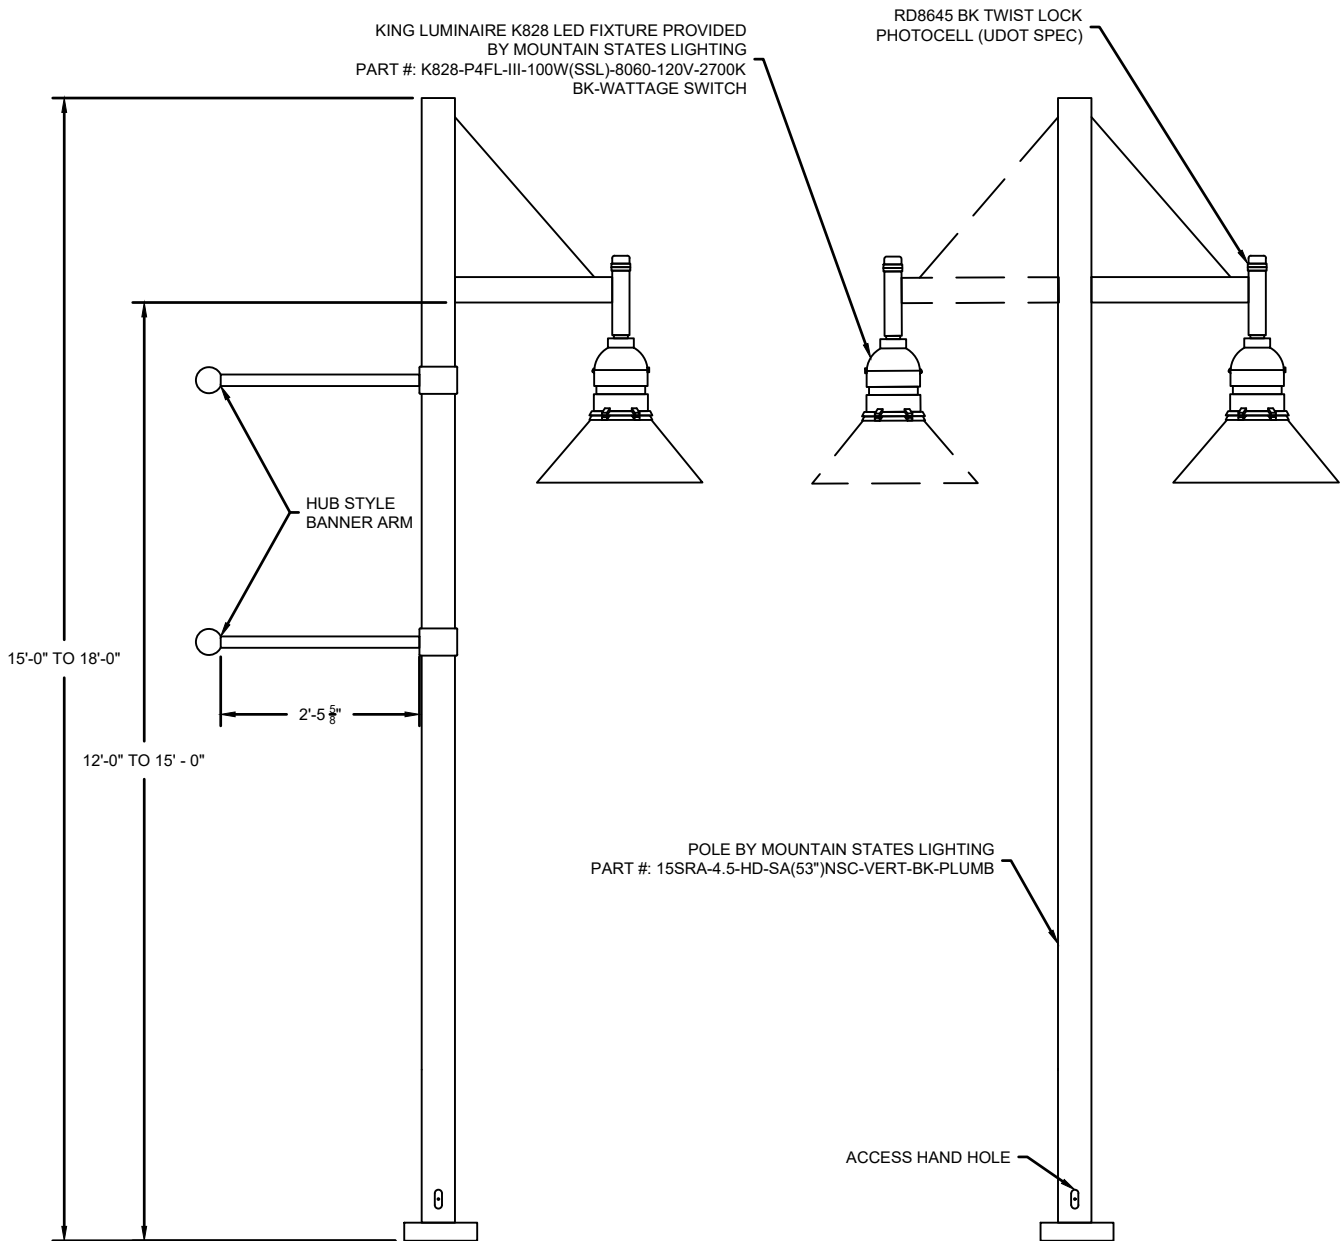 KING LUMINAIRE K828 LED FIXTURE PROVIDED
BY MOUNTAIN STATES LIGHTING
PART #: K828-P4FL-III-100W(SSL)-8060-120V-2700K
BK-WATTAGE SWITCH
RD8645 BK TWIST LOCK
PHOTOCELL (UDOT SPEC)
HUB STYLE
BANNER ARM
15'-0" TO 18'-0"
2'-5 5/8"
12'-0" TO 15' - 0"
POLE BY MOUNTAIN STATES LIGHTING
PART #: 15SRA-4.5-HD-SA(53")NSC-VERT-BK-PLUMB
ACCESS HAND HOLE